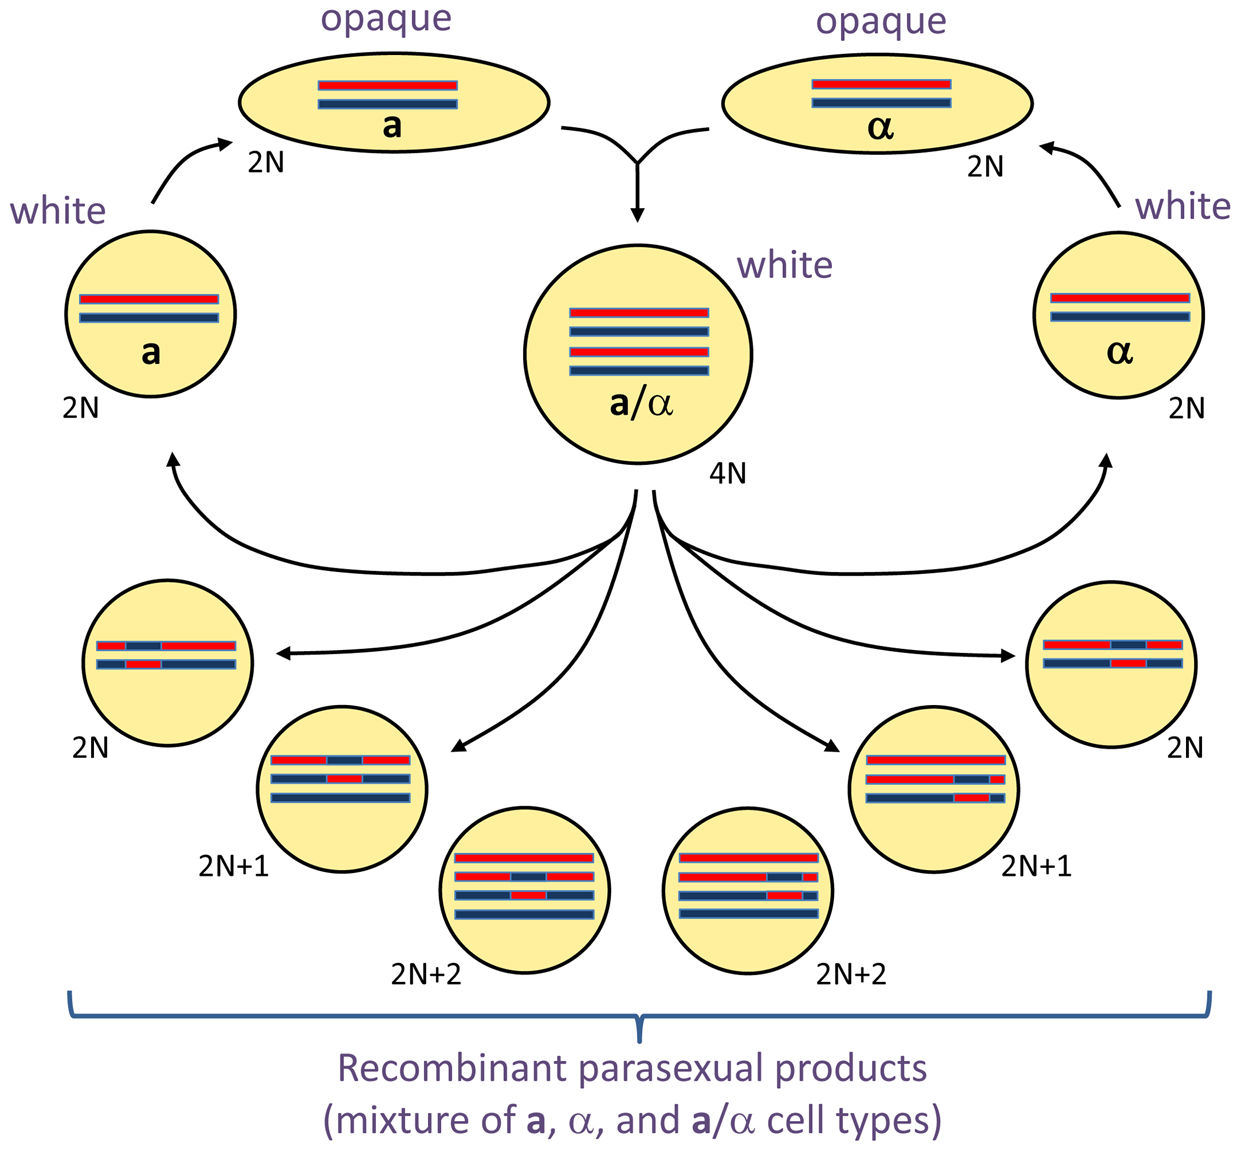 opaque
opaque
a
α
2N
2N
white
white
white
a
a/α
α
2N
4N
2N
2N
2N
2N+1
2N+1
2N+2
2N+2
Recombinant parasexual products
(mixture of a, α, and a/α cell types)